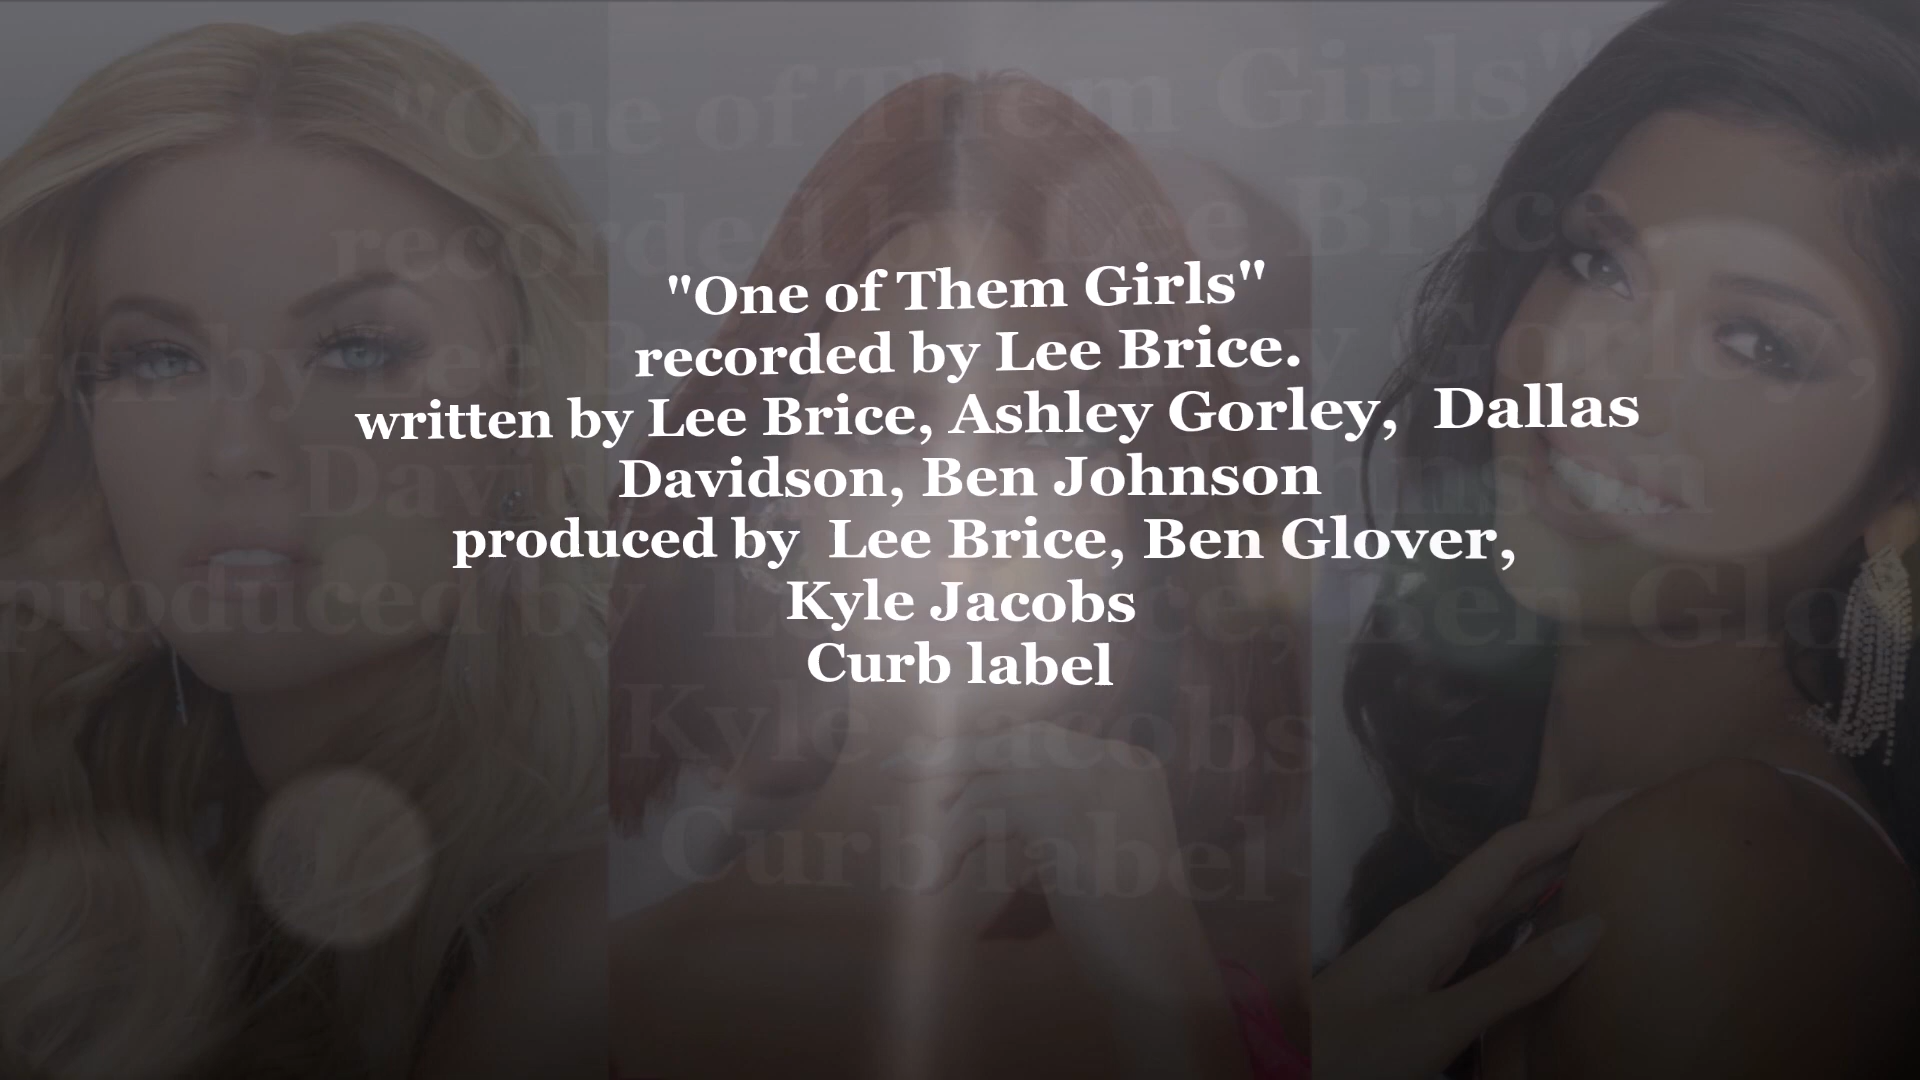 "One of Them Girls"
recorded by Lee Brice.
written by Lee Brice, Ashley Gorley,  Dallas
Davidson, Ben Johnson
produced by  Lee Brice, Ben Glover,
Kyle Jacobs
Curb label